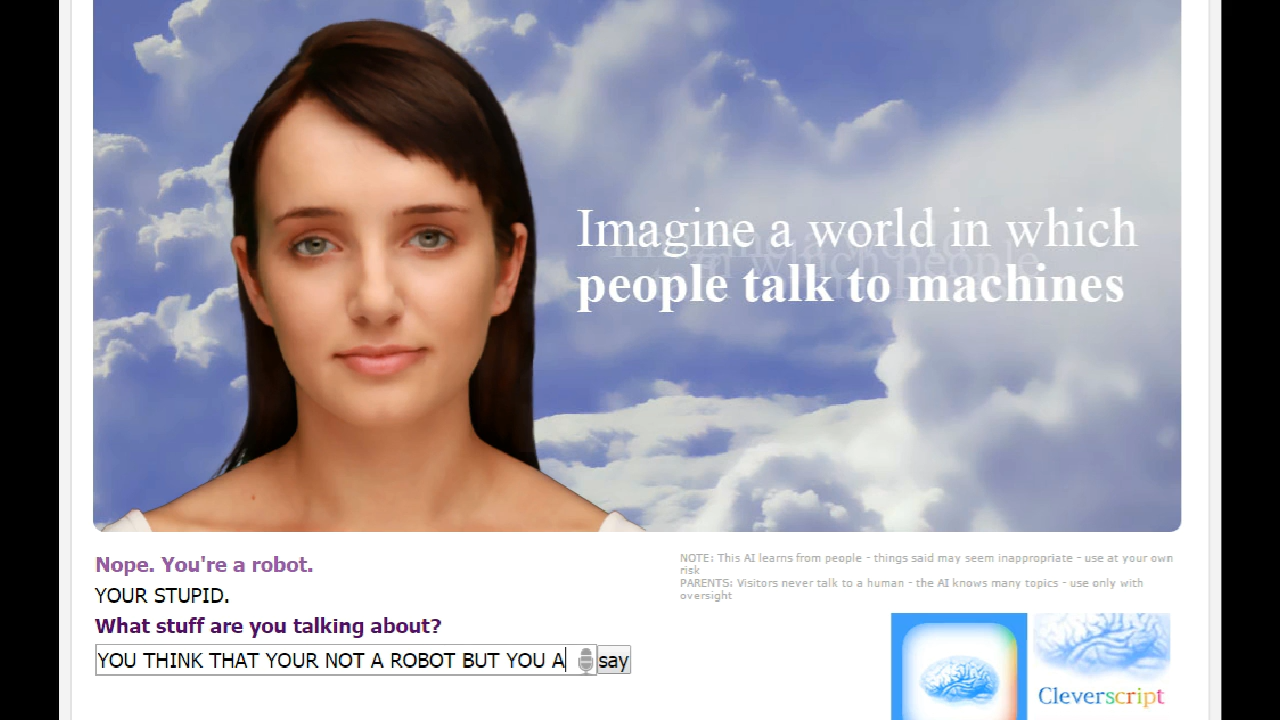 Imagine a world in which
people talk to machines
Nope. You're a robot.
YOUR STUPID.
What stuff are you talking about?
YOU THINK THAT YOUR NOT A ROBOT BUT YOU A
say
NOTE: This AI learns from people - things said may seem inappropriate - use at your own
risk
PARENTS: Visitors never talk to a human - the AI knows many topics - use only with
oversight
Cleverscript